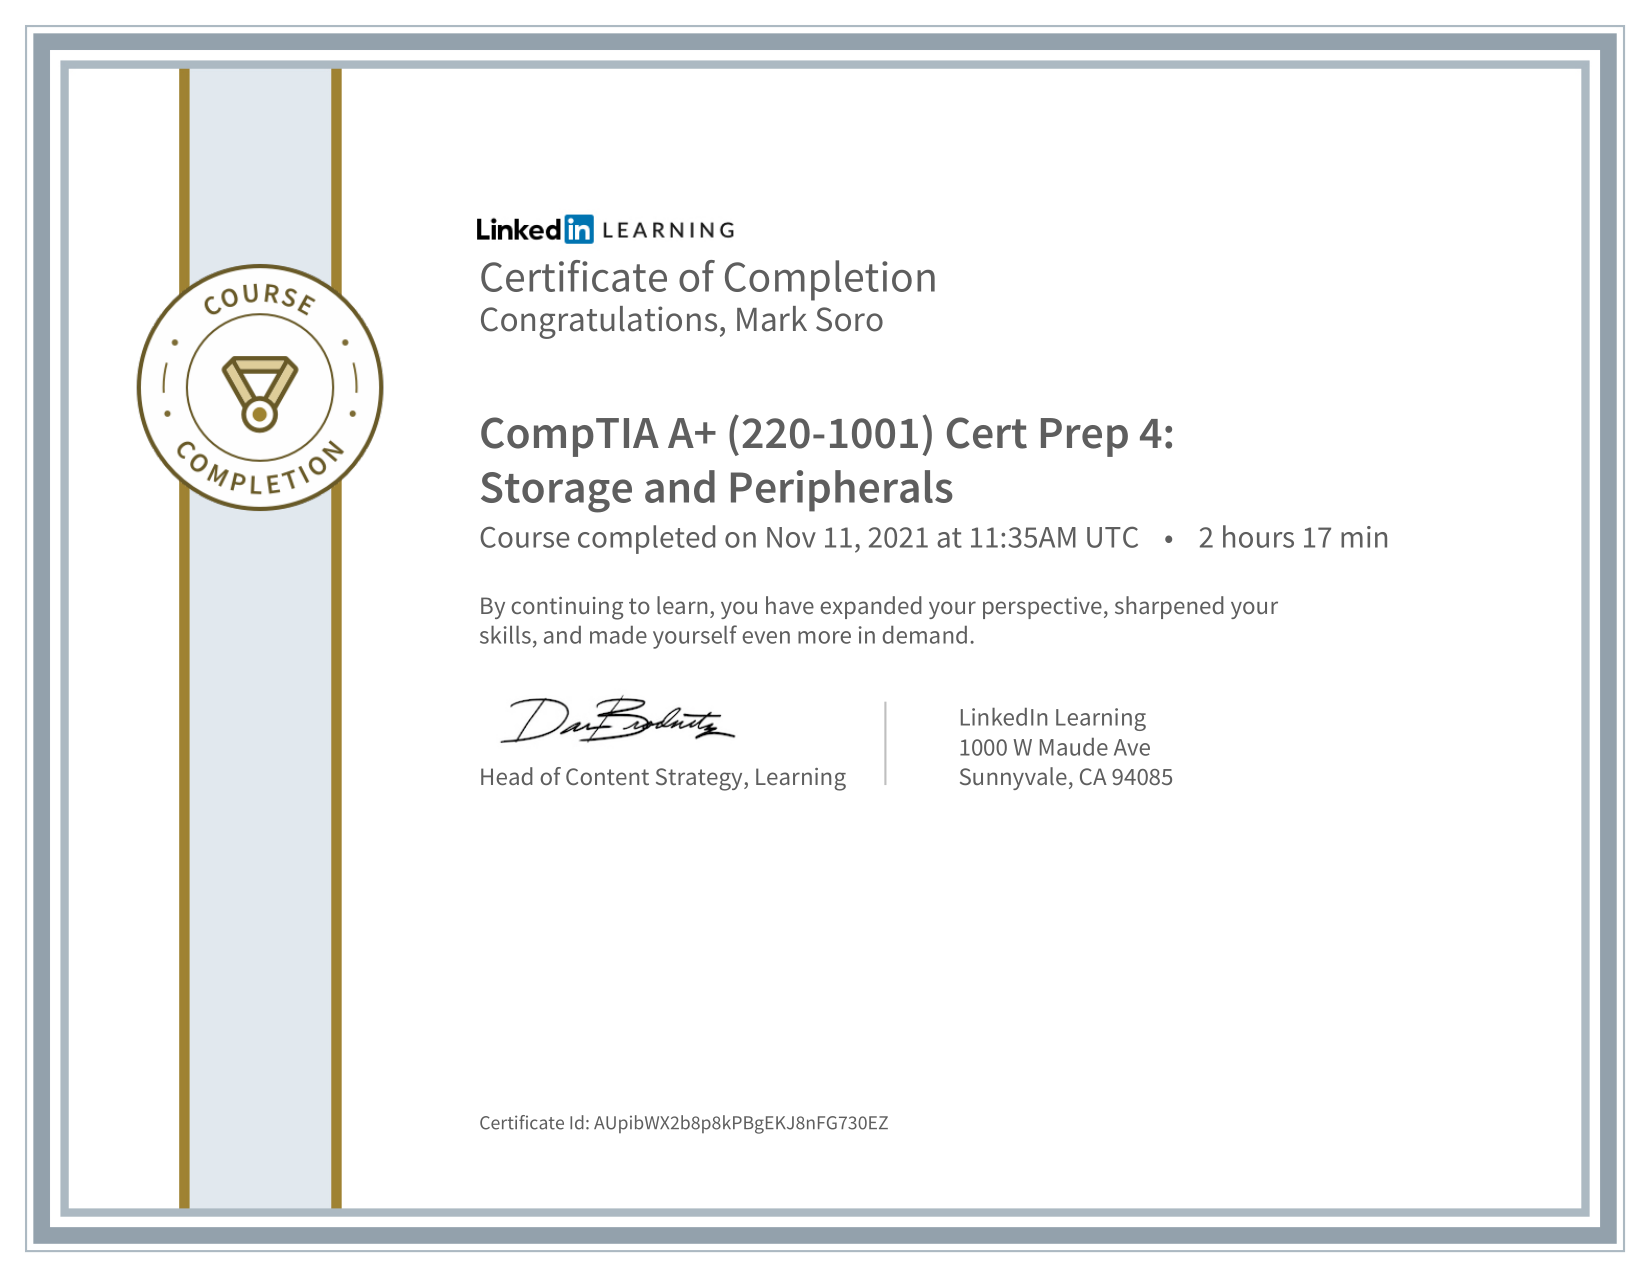 LinkedIn LEARNING
Certificate of Completion
Congratulations, Mark Soro
COURSE
COMPLETION
CompTIA A+ (220-1001) Cert Prep 4:
Storage and Peripherals
Course completed on Nov 11, 2021 at 11:35AM UTC • 2 hours 17 min
By continuing to learn, you have expanded your perspective, sharpened your
skills, and made yourself even more in demand.
Head of Content Strategy, Learning
LinkedIn Learning
1000 W Maude Ave
Sunnyvale, CA 94085
Certificate Id: AUpibWX2b8p8kPBgEKJ8nFG730EZ